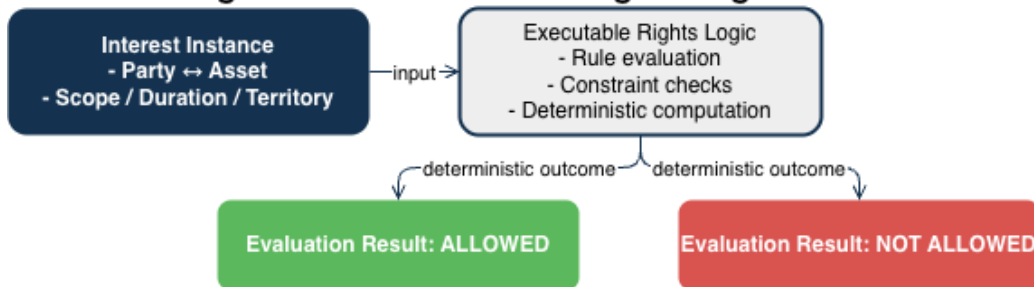 Interest Instance
- Party ↔ Asset
- Scope / Duration / Territory
input
Executable Rights Logic
- Rule evaluation
- Constraint checks
- Deterministic computation
deterministic outcome
deterministic outcome
Evaluation Result: ALLOWED
Evaluation Result: NOT ALLOWED